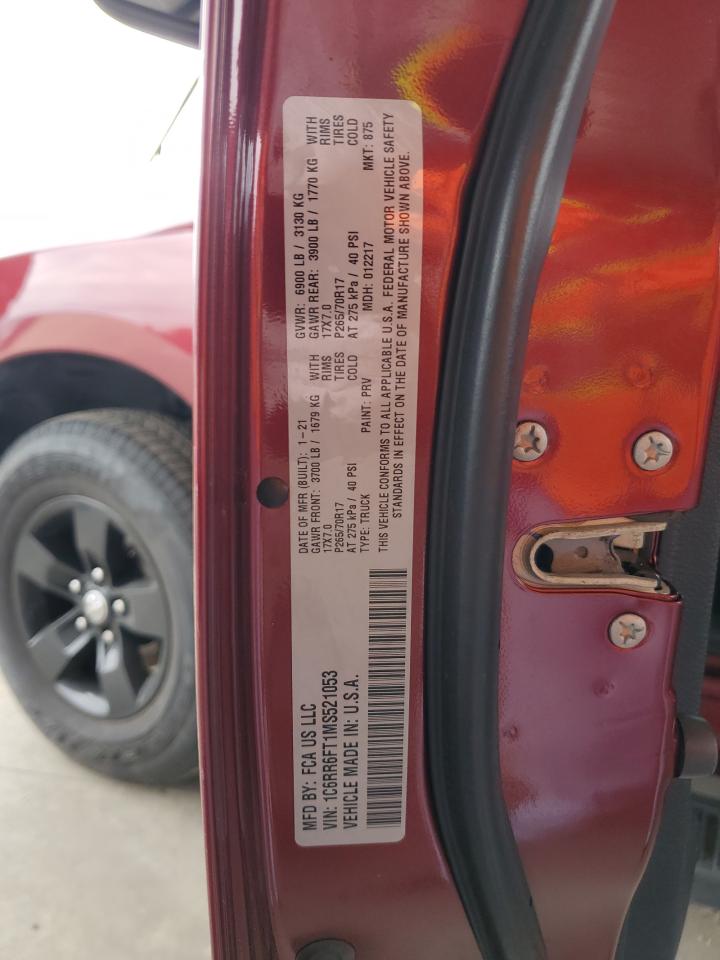 MFD BY: FCA US LLC
VIN: 1C6RR6FT1MS521053
VEHICLE MADE IN: U.S.A.
DATE OF MFR (BUILT): 1-21 GVWR: 6900 LB / 3130 KG
GAWR FRONT: 3700 LB / 1679 KG WITH GAWR REAR: 3900 LB / 1770 KG WITH
17X7.0 RIMS 17X7.0 RIMS
P265/70R17 TIRES P265/70R17 TIRES
AT 275 kPa / 40 PSI COLD AT 275 kPa / 40 PSI COLD
TYPE: TRUCK PAINT: PRV MDH: 012217 MKT: 875
THIS VEHICLE CONFORMS TO ALL APPLICABLE U.S.A. FEDERAL MOTOR VEHICLE SAFETY
STANDARDS IN EFFECT ON THE DATE OF MANUFACTURE SHOWN ABOVE.